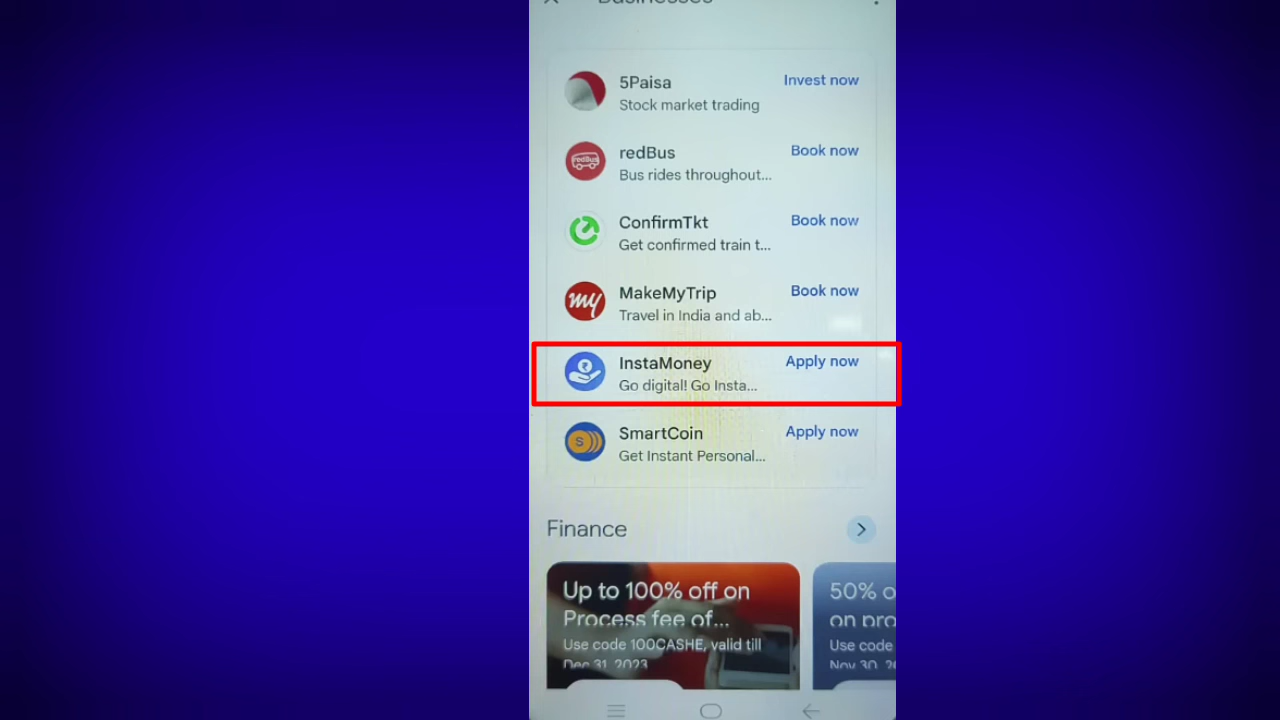 Businesses
5Paisa
Invest now
Stock market trading
redBus
redBus
Book now
Bus rides throughout...
ConfirmTkt
Book now
Get confirmed train t...
my
MakeMyTrip
Book now
Travel in India and ab...
₹
InstaMoney
Apply now
Go digital! Go Insta...
S
SmartCoin
Apply now
Get Instant Personal...
Finance
Up to 100% off on
Process fee of...
Use code 100CASHE, valid till
Dec 31, 2023
50% o
on pro
Use code
Nov 30, 20